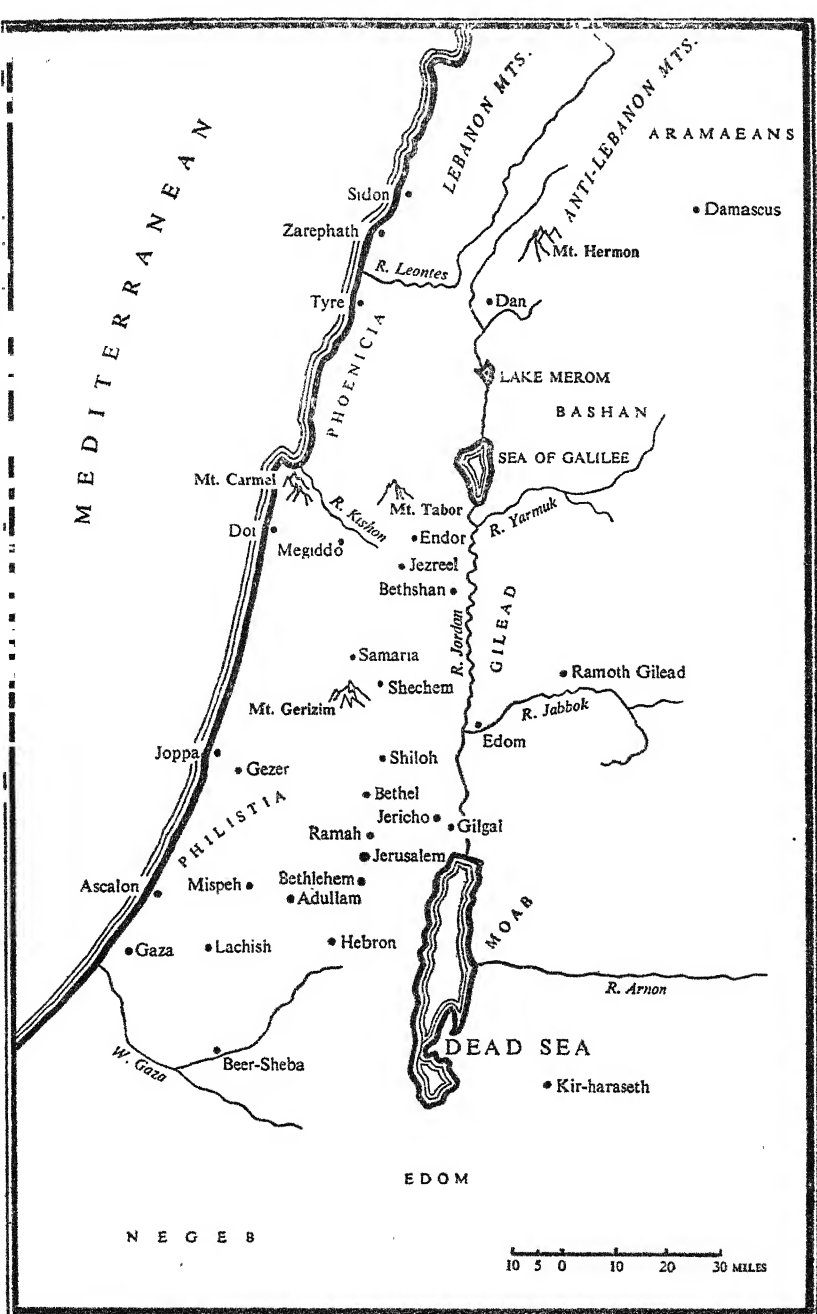 LEBANON MTS.
ANTI-LEBANON MTS.
ARAMAEANS
MEDITERRANEAN
Sidon
Damascus
Zarephath
Mt. Hermon
R. Leontes
Tyre
Dan
PHOENICIA
LAKE MEROM
BASHAN
SEA OF GALILEE
Mt. Carmel
R. Kishon
Mt. Tabor
R. Yarmuk
Dor
Megiddo
Endor
Jezreel
Bethshan
R. Jordon
GILEAD
Samaria
Ramoth Gilead
Shechem
Mt. Gerizim
R. Jabbok
Edom
Joppa
Gezer
Shiloh
PHILISTIA
Bethel
Jericho
Gilgal
Ramah
Jerusalem
Ascalon
Mispeh
Bethlehem
Adullam
MOAB
Gaza
Lachish
Hebron
R. Arnon
W. Gaza
Beer-Sheba
DEAD SEA
Kir-haraseth
EDOM
NEGEB
10 5 0 10 20 30 MILES